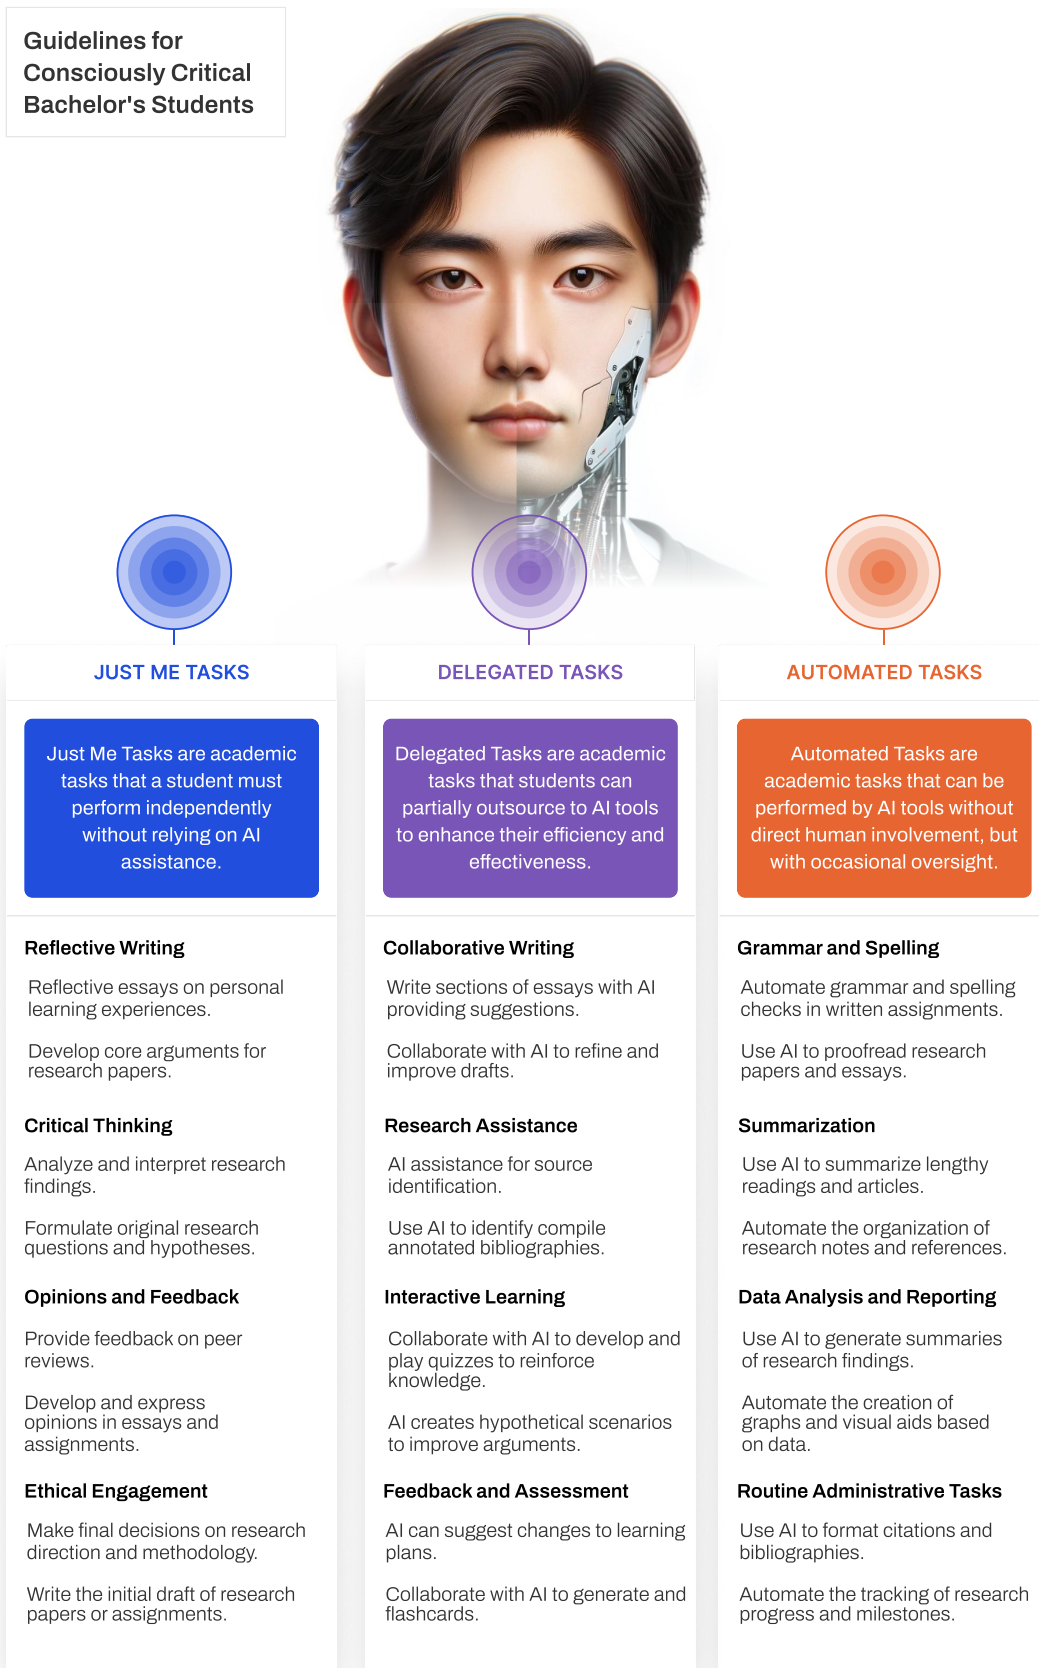 Guidelines for
Consciously Critical
Bachelor's Students
JUST ME TASKS
Just Me Tasks are academic
tasks that a student must
perform independently
without relying on AI
assistance.
Reflective Writing
Reflective essays on personal
learning experiences.
Develop core arguments for
research papers.
Critical Thinking
Analyze and interpret research
findings.
Formulate original research
questions and hypotheses.
Opinions and Feedback
Provide feedback on peer
reviews.
Develop and express
opinions in essays and
assignments.
Ethical Engagement
Make final decisions on research
direction and methodology.
Write the initial draft of research
papers or assignments.
DELEGATED TASKS
Delegated Tasks are academic
tasks that students can
partially outsource to AI tools
to enhance their efficiency and
effectiveness.
Collaborative Writing
Write sections of essays with AI
providing suggestions.
Collaborate with AI to refine and
improve drafts.
Research Assistance
AI assistance for source
identification.
Use AI to identify compile
annotated bibliographies.
Interactive Learning
Collaborate with AI to develop and
play quizzes to reinforce
knowledge.
AI creates hypothetical scenarios
to improve arguments.
Feedback and Assessment
AI can suggest changes to learning
plans.
Collaborate with AI to generate and
flashcards.
AUTOMATED TASKS
Automated Tasks are
academic tasks that can be
performed by AI tools without
direct human involvement, but
with occasional oversight.
Grammar and Spelling
Automate grammar and spelling
checks in written assignments.
Use AI to proofread research
papers and essays.
Summarization
Use AI to summarize lengthy
readings and articles.
Automate the organization of
research notes and references.
Data Analysis and Reporting
Use AI to generate summaries
of research findings.
Automate the creation of
graphs and visual aids based
on data.
Routine Administrative Tasks
Use AI to format citations and
bibliographies.
Automate the tracking of research
progress and milestones.